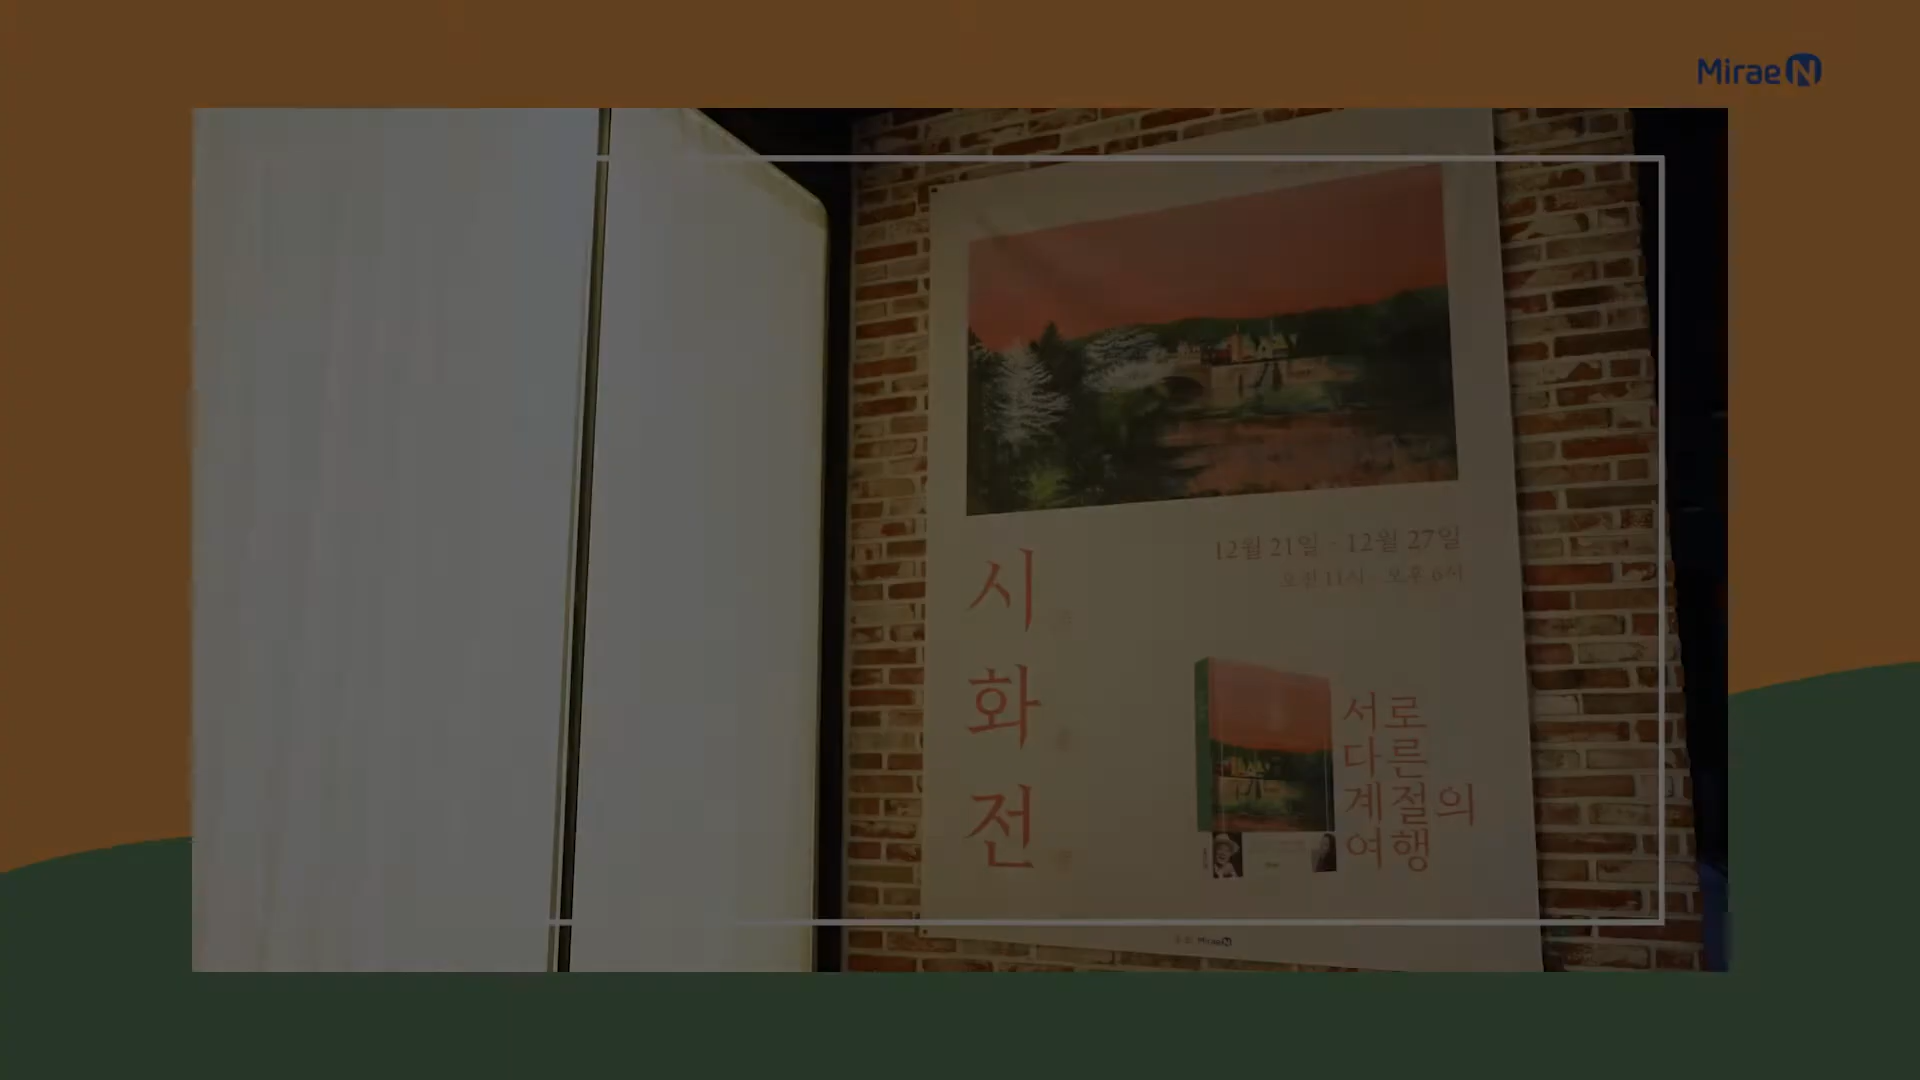 MiraeN
12월 21일 - 12월 27일
오전 11시 - 오후 6시
시
화
전
서로
다른
계절의
여행
MiraeN